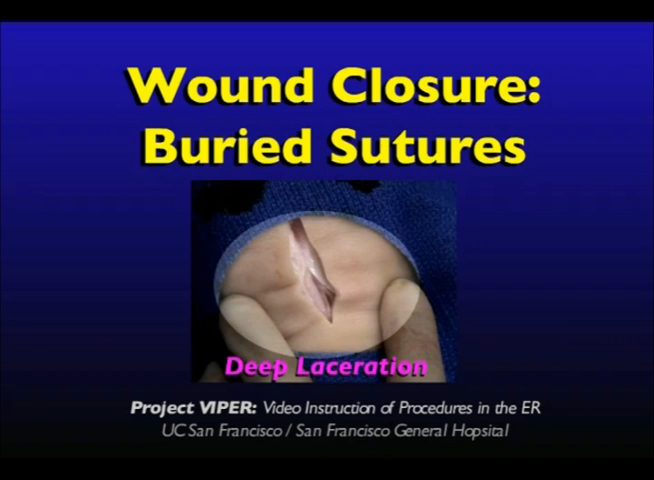 Wound Closure:
Buried Sutures
Deep Laceration
Project VIPER: Video Instruction of Procedures in the ER
UC San Francisco / San Francisco General Hopsital